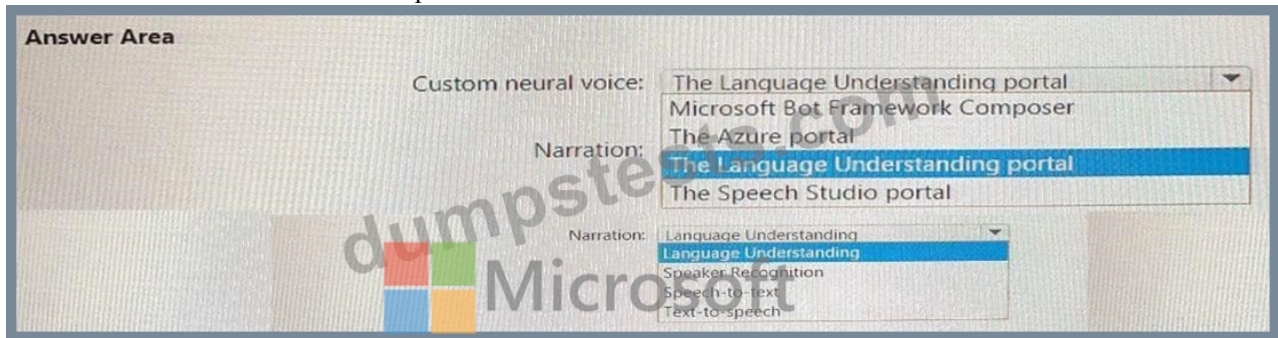 Answer Area
Custom neural voice: The Language Understanding portal
Microsoft Bot Framework Composer
The Azure portal
Narration:
The Language Understanding portal
The Speech Studio portal
dumpstests.com
Narration: Language Understanding
Language Understanding
Speaker Recognition
Speech-to-text
Text-to-speech
Microsoft